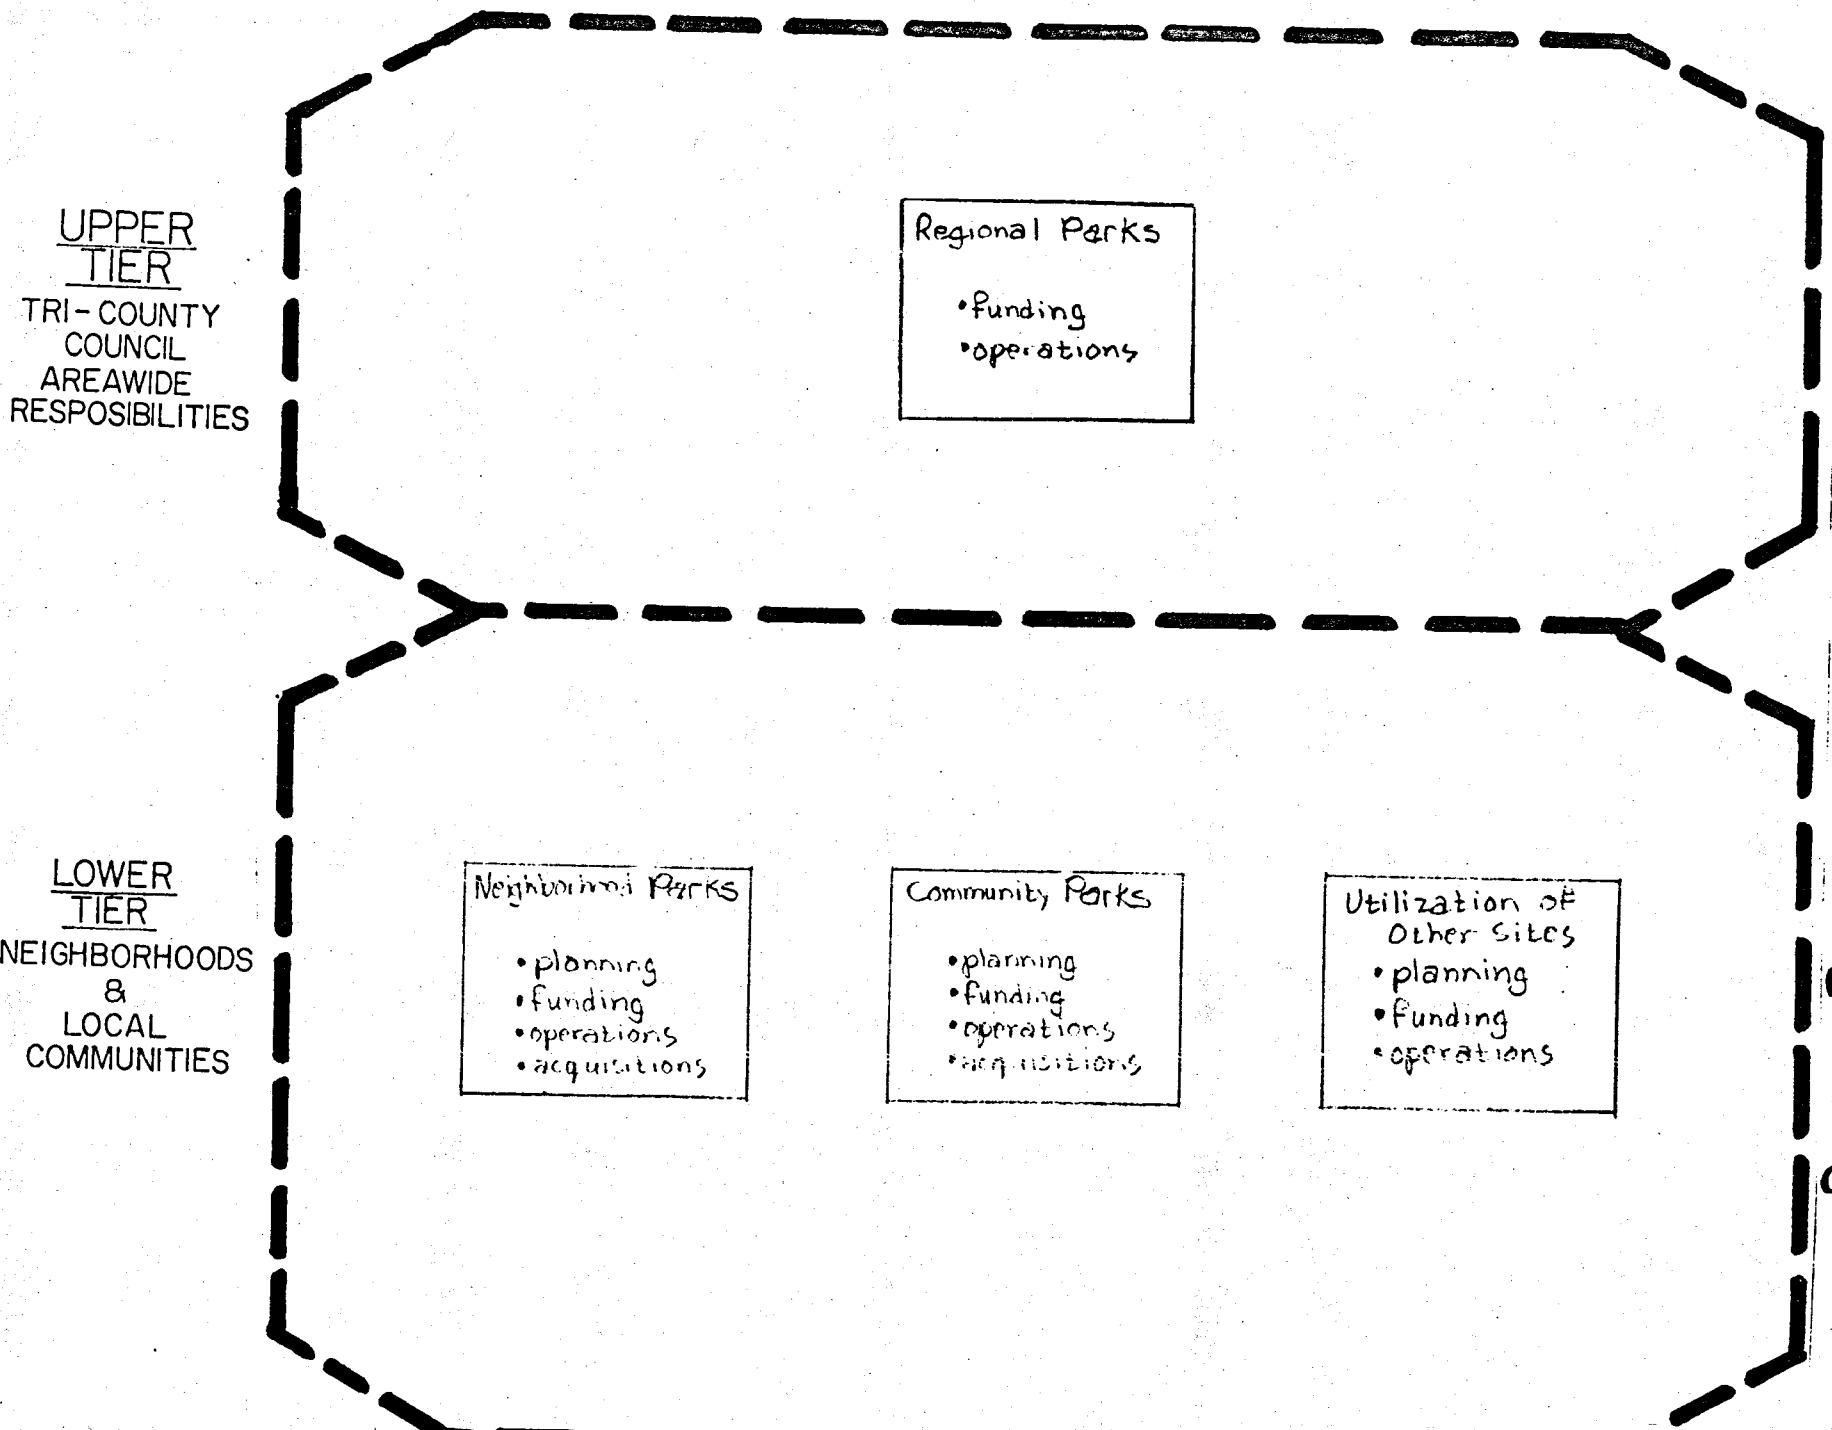 UPPER
TIER
TRI-COUNTY
COUNCIL
AREAWIDE
RESPOSIBILITIES
Regional Parks
•funding
•operations
LOWER
TIER
NEIGHBORHOODS
&
LOCAL
COMMUNITIES
Neighborhood Parks
•planning
•funding
•operations
•acquisitions
Community Parks
•planning
•funding
•operations
•acquisitions
Utilization of
Other Sites
•planning
•funding
•operations